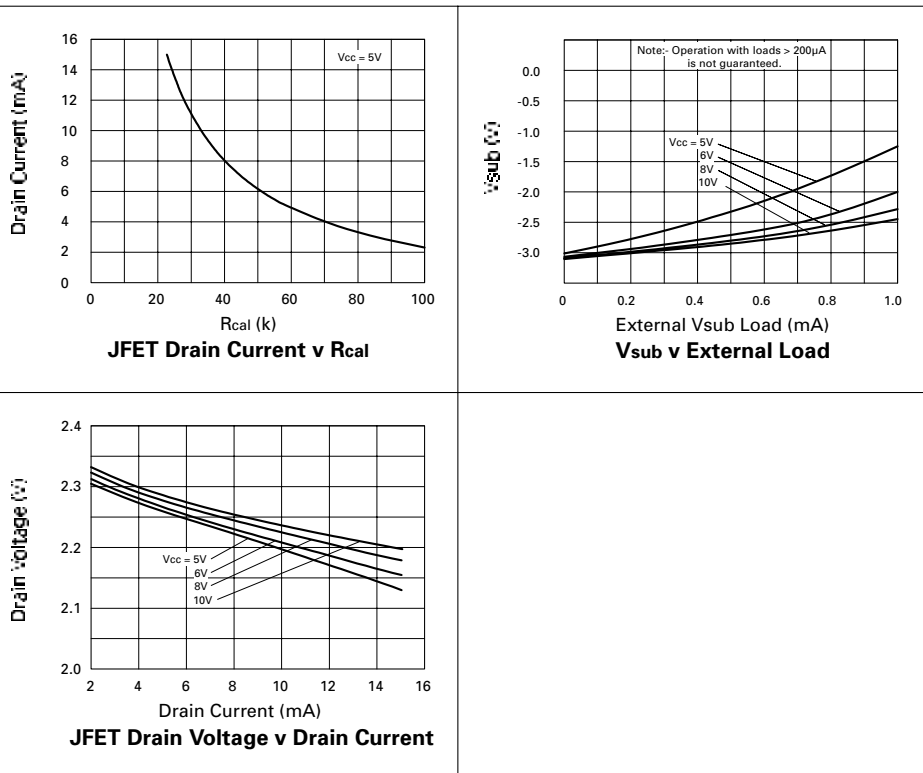 16
14
12
10
8
6
4
2
0
Drain Current (mA)
Vcc = 5V
0 20 40 60 80 100
Rcal (k)
JFET Drain Current v Rcal
Note:- Operation with loads > 200µA
is not guaranteed.
0.0
-0.5
-1.0
-1.5
-2.0
-2.5
-3.0
Vsub (V)
Vcc = 5V
6V
8V
10V
0 0.2 0.4 0.6 0.8 1.0
External Vsub Load (mA)
Vsub v External Load
2.4
2.3
2.2
2.1
2.0
Drain Voltage (V)
Vcc = 5V
6V
8V
10V
2 4 6 8 10 12 14 16
Drain Current (mA)
JFET Drain Voltage v Drain Current